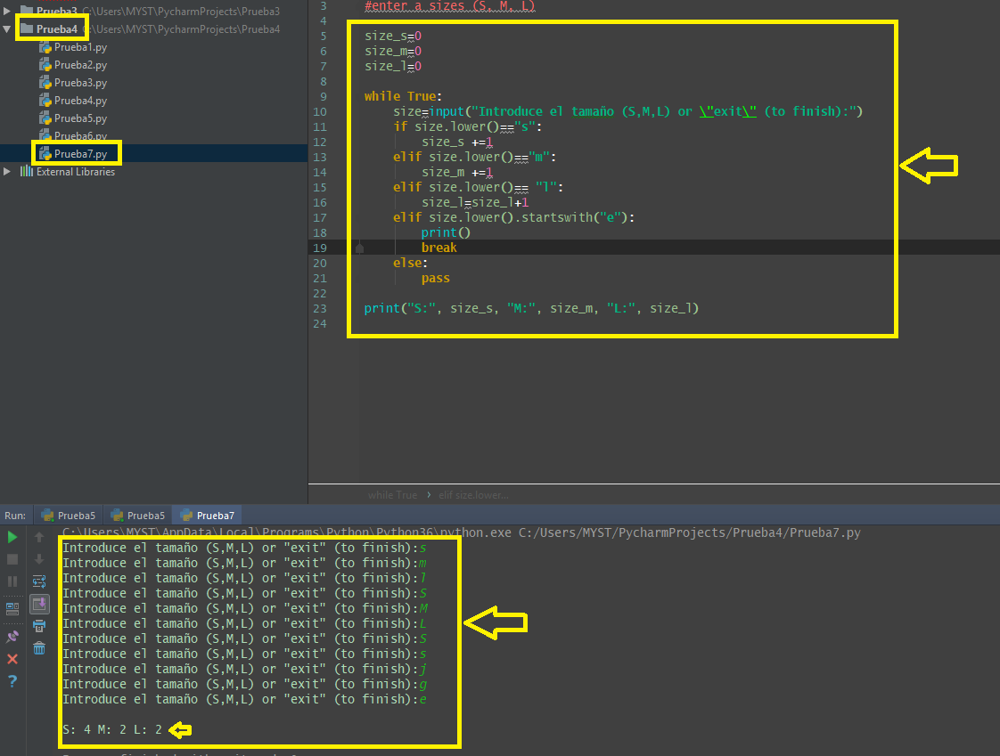 Prueba3 C:\Users\MYST\PycharmProjects\Prueba3
Prueba4 C:\Users\MYST\PycharmProjects\Prueba4
Prueba1.py
Prueba2.py
Prueba3.py
Prueba4.py
Prueba5.py
Prueba6.py
Prueba7.py
External Libraries
3 #enter a sizes (S, M, L)
4
5 size_s=0
6 size_m=0
7 size_l=0
8
9 while True:
10 size=input("Introduce el tamaño (S,M,L) or \"exit\" (to finish):")
11 if size.lower()=="s":
12 size_s +=1
13 elif size.lower()=="m":
14 size_m +=1
15 elif size.lower()== "l":
16 size_l=size_l+1
17 elif size.lower().startswith("e"):
18 print()
19 break
20 else:
21 pass
22
23 print("S:", size_s, "M:", size_m, "L:", size_l)
24
while True › elif size.lower...
Run: Prueba5 Prueba5 Prueba7
C:\Users\MYST\AppData\Local\Programs\Python\Python36\python.exe C:/Users/MYST/PycharmProjects/Prueba4/Prueba7.py
Introduce el tamaño (S,M,L) or "exit" (to finish):s
Introduce el tamaño (S,M,L) or "exit" (to finish):m
Introduce el tamaño (S,M,L) or "exit" (to finish):l
Introduce el tamaño (S,M,L) or "exit" (to finish):S
Introduce el tamaño (S,M,L) or "exit" (to finish):M
Introduce el tamaño (S,M,L) or "exit" (to finish):L
Introduce el tamaño (S,M,L) or "exit" (to finish):S
Introduce el tamaño (S,M,L) or "exit" (to finish):s
Introduce el tamaño (S,M,L) or "exit" (to finish):j
Introduce el tamaño (S,M,L) or "exit" (to finish):g
Introduce el tamaño (S,M,L) or "exit" (to finish):e
S: 4 M: 2 L: 2